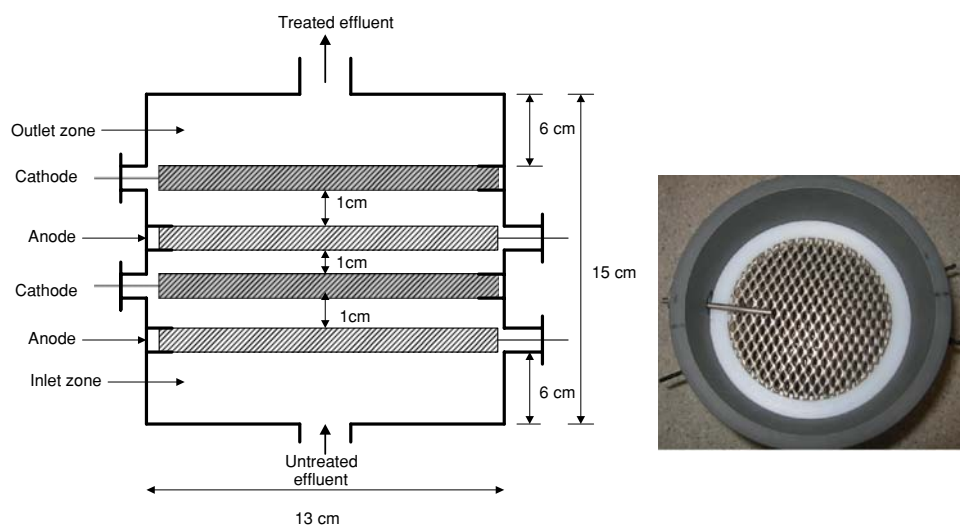 Treated effluent
Outlet zone
6 cm
Cathode
1cm
Anode
1cm
15 cm
Cathode
1cm
Anode
Inlet zone
6 cm
Untreated
effluent
13 cm